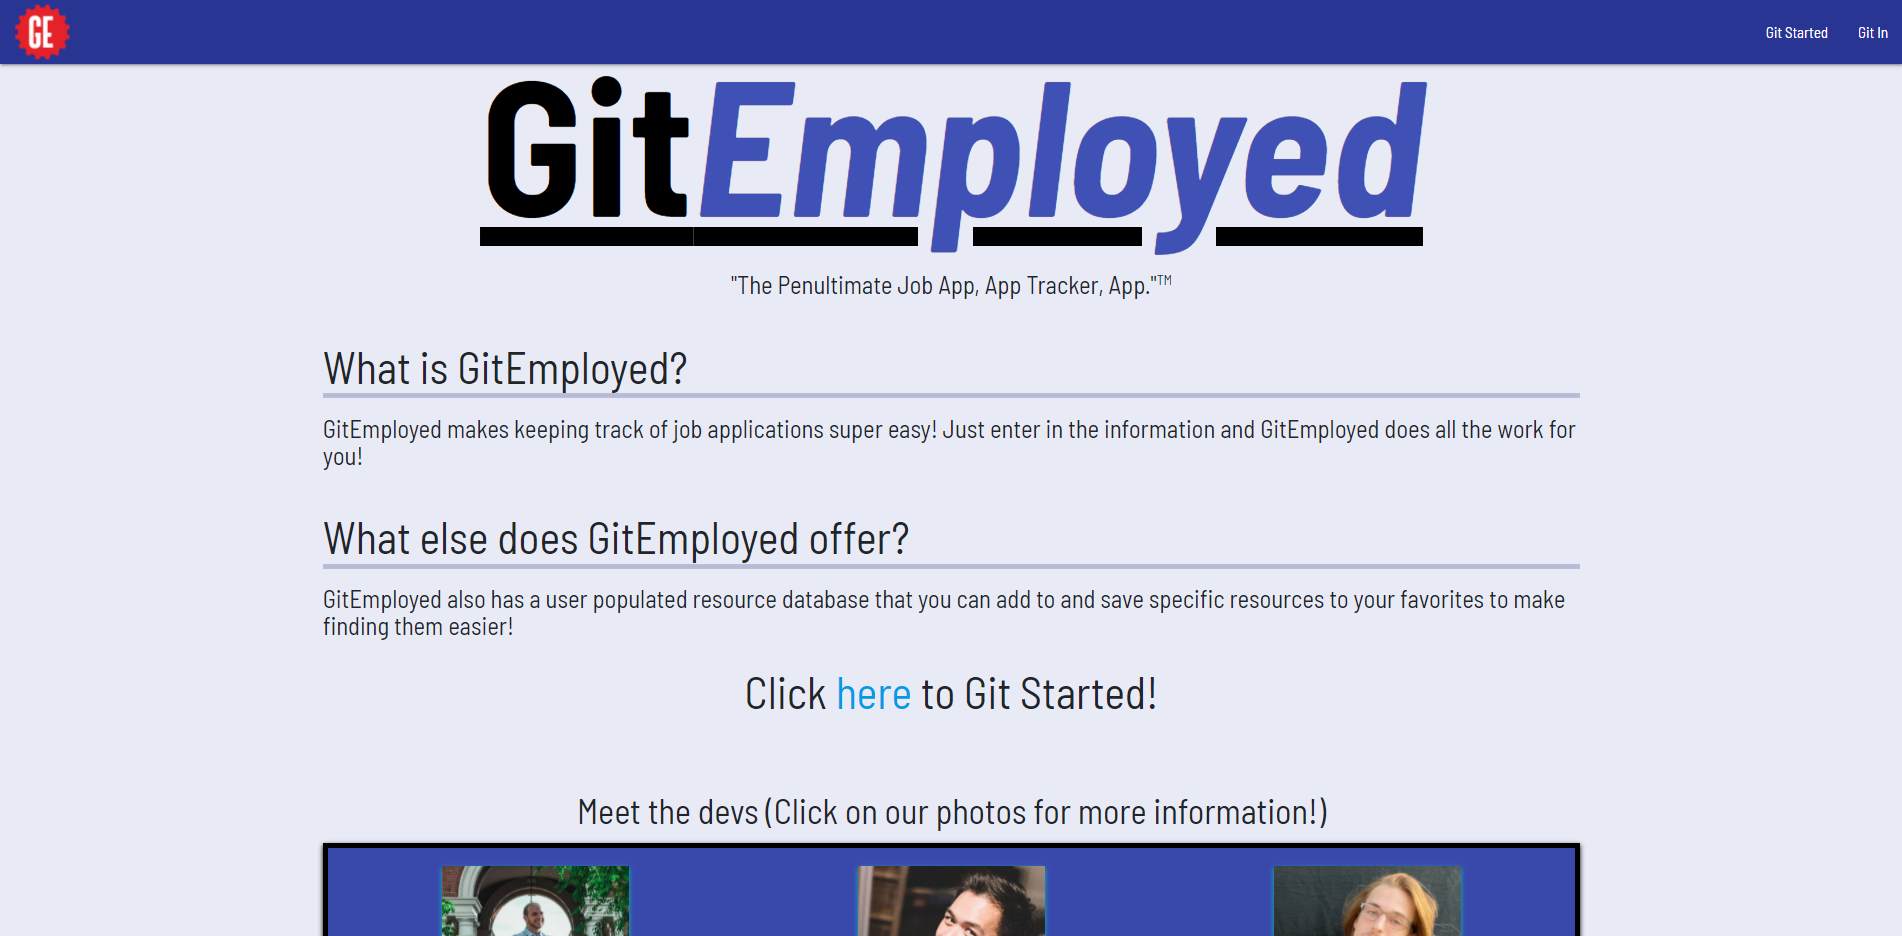 GE
Git Started Git In
GitEmployed
"The Penultimate Job App, App Tracker, App."™
What is GitEmployed?
GitEmployed makes keeping track of job applications super easy! Just enter in the information and GitEmployed does all the work for
you!
What else does GitEmployed offer?
GitEmployed also has a user populated resource database that you can add to and save specific resources to your favorites to make
finding them easier!
Click here to Git Started!
Meet the devs (Click on our photos for more information!)